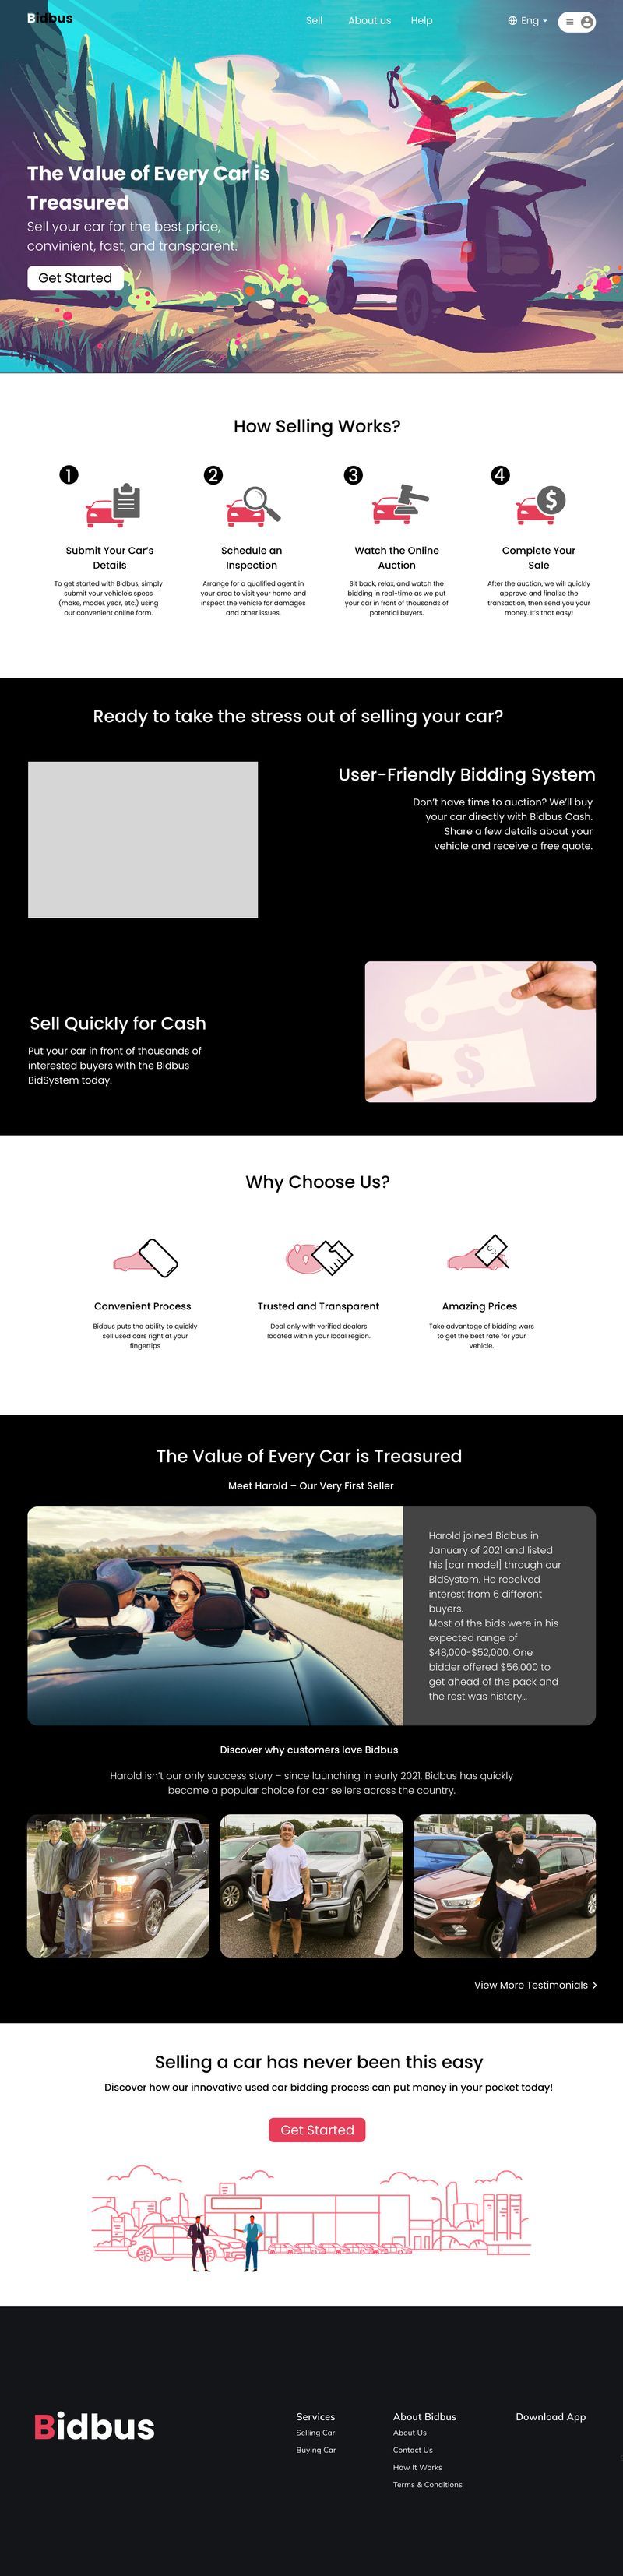 Bidbus
Sell
About us
Help
Eng
The Value of Every Car is
Treasured
Sell your car for the best price,
convinient, fast, and transparent.
Get Started
How Selling Works?
1
2
3
4
$
Submit Your Car's
Details
To get started with Bidbus, simply
submit your vehicle's specs
(make, model, year, etc.) using
our convenient online form.
Schedule an
Inspection
Arrange for a qualified agent in
your area to visit your home and
inspect the vehicle for damages
and other issues.
Watch the Online
Auction
Sit back, relax, and watch the
bidding in real-time as we put
your car in front of thousands of
potential buyers.
Complete Your
Sale
After the auction, we will quickly
approve and finalize the
transaction, then send you your
money. It's that easy!
Ready to take the stress out of selling your car?
User-Friendly Bidding System
Don't have time to auction? We'll buy
your car directly with Bidbus Cash.
Share a few details about your
vehicle and receive a free quote.
Sell Quickly for Cash
Put your car in front of thousands of
interested buyers with the Bidbus
BidSystem today.
$
Why Choose Us?
$
Convenient Process
Bidbus puts the ability to quickly
sell used cars right at your
fingertips
Trusted and Transparent
Deal only with verified dealers
located within your local region.
Amazing Prices
Take advantage of bidding wars
to get the best rate for your
vehicle.
The Value of Every Car is Treasured
Meet Harold – Our Very First Seller
Harold joined Bidbus in
January of 2021 and listed
his [car model] through our
BidSystem. He received
interest from 6 different
buyers.
Most of the bids were in his
expected range of
$48,000-$52,000. One
bidder offered $56,000 to
get ahead of the pack and
the rest was history...
Discover why customers love Bidbus
Harold isn't our only success story – since launching in early 2021, Bidbus has quickly
become a popular choice for car sellers across the country.
View More Testimonials >
Selling a car has never been this easy
Discover how our innovative used car bidding process can put money in your pocket today!
Get Started
Bidbus
Services
Selling Car
Buying Car
About Bidbus
About Us
Contact Us
How It Works
Terms & Conditions
Download App